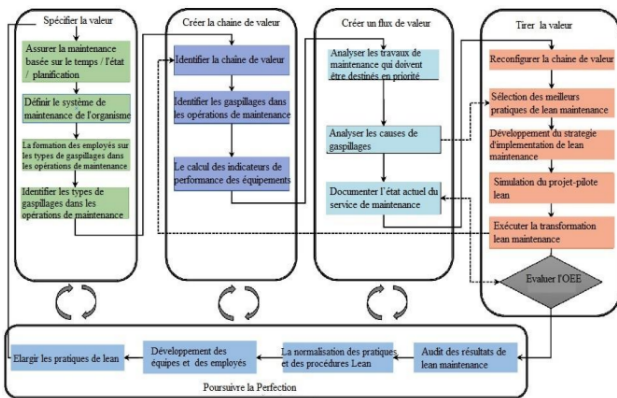 Spécifier la valeur
Assurer la maintenance
basée sur le temps / l'état
/ planification
Définir le système de
maintenance de l'organisme
La formation des employés sur
les types de gaspillages dans
les opérations de maintenance
Identifier les types de
gaspillages dans les
opérations de maintenance
Créer la chaine de valeur
Identifier la chaine de valeur
Identifier les gaspillages dans
les opérations de maintenance
Le calcul des indicateurs de
performance des équipements
Créer un flux de valeur
Analyser les travaux de
maintenance qui doivent
être destinés en priorité
Analyser les causes de
gaspillages
Documenter l'état actuel du
service de maintenance
Tirer la valeur
Reconfigurer la chaine de valeur
Sélection des meilleurs
pratiques de lean maintenance
Développement du strategie
d'implementation de lean
maintenance
Simulation du projet-pilote
lean
Exécuter la transformation
lean maintenance
Evaluer l'OEE
Elargir les pratiques de lean
Développement des
équipes et des employés
La normalisation des pratiques
et des procédures Lean
Audit des résultats de
lean maintenance
Poursuivre la Perfection